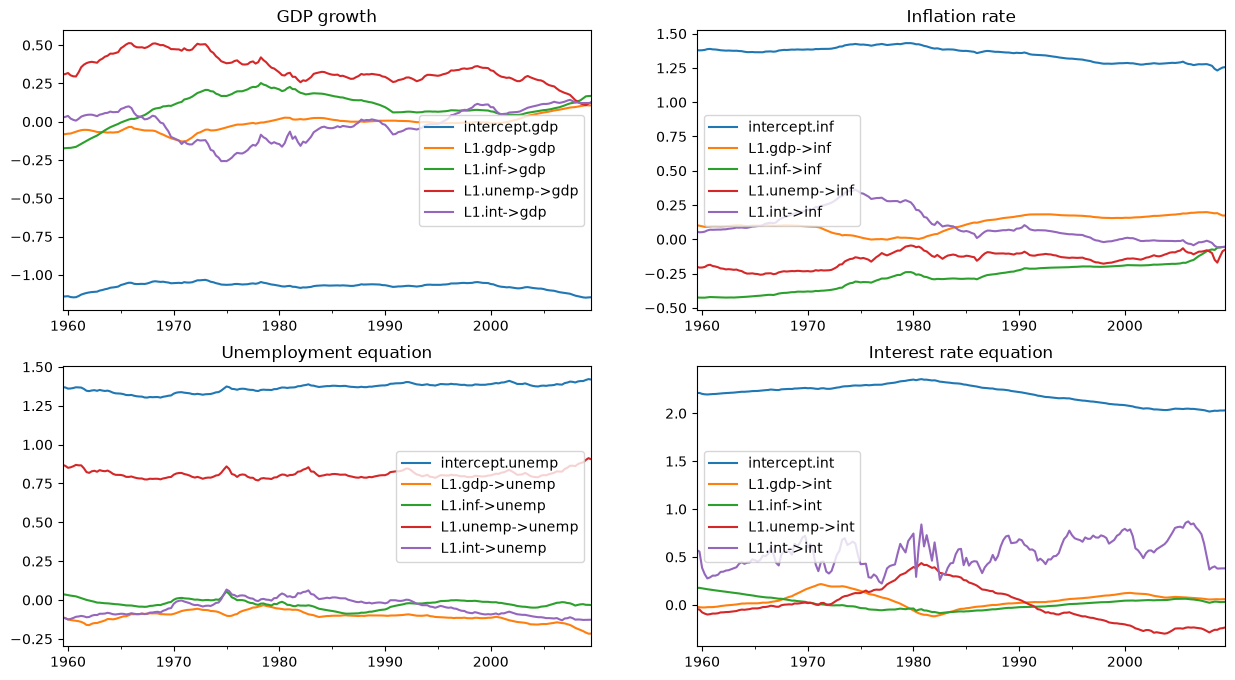 GDP growth
0.50
0.25
0.00
−0.25
−0.50
−0.75
−1.00
intercept.gdp
L1.gdp->gdp
L1.inf->gdp
L1.unemp->gdp
L1.int->gdp
1960 1970 1980 1990 2000
Inflation rate
1.50
1.25
1.00
0.75
0.50
0.25
0.00
−0.25
−0.50
intercept.inf
L1.gdp->inf
L1.inf->inf
L1.unemp->inf
L1.int->inf
1960 1970 1980 1990 2000
Unemployment equation
1.50
1.25
1.00
0.75
0.50
0.25
0.00
−0.25
intercept.unemp
L1.gdp->unemp
L1.inf->unemp
L1.unemp->unemp
L1.int->unemp
1960 1970 1980 1990 2000
Interest rate equation
2.0
1.5
1.0
0.5
0.0
intercept.int
L1.gdp->int
L1.inf->int
L1.unemp->int
L1.int->int
1960 1970 1980 1990 2000